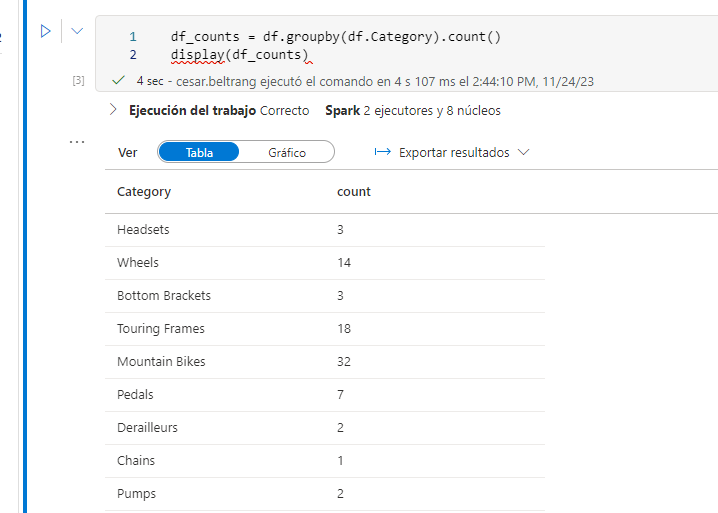 1 df_counts = df.groupby(df.Category).count()
2 display(df_counts)
[3] 4 sec - cesar.beltrang ejecutó el comando en 4 s 107 ms el 2:44:10 PM, 11/24/23
Ejecución del trabajo Correcto Spark 2 ejecutores y 8 núcleos
...
Ver Tabla Gráfico Exportar resultados
Category count
Headsets 3
Wheels 14
Bottom Brackets 3
Touring Frames 18
Mountain Bikes 32
Pedals 7
Derailleurs 2
Chains 1
Pumps 2